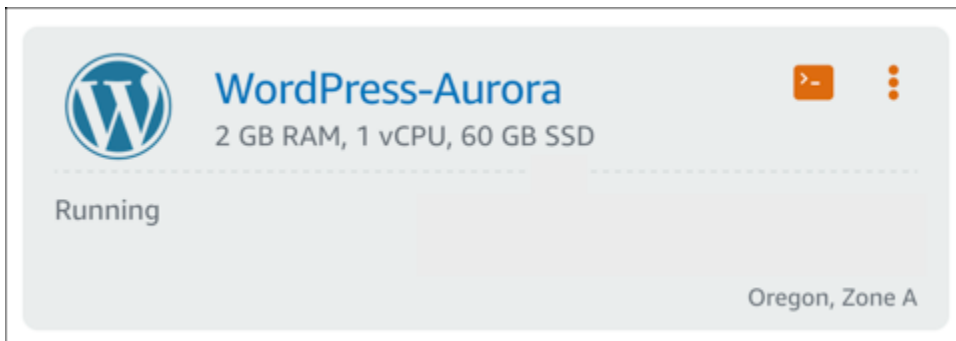 WordPress-Aurora
2 GB RAM, 1 vCPU, 60 GB SSD
Running
Oregon, Zone A